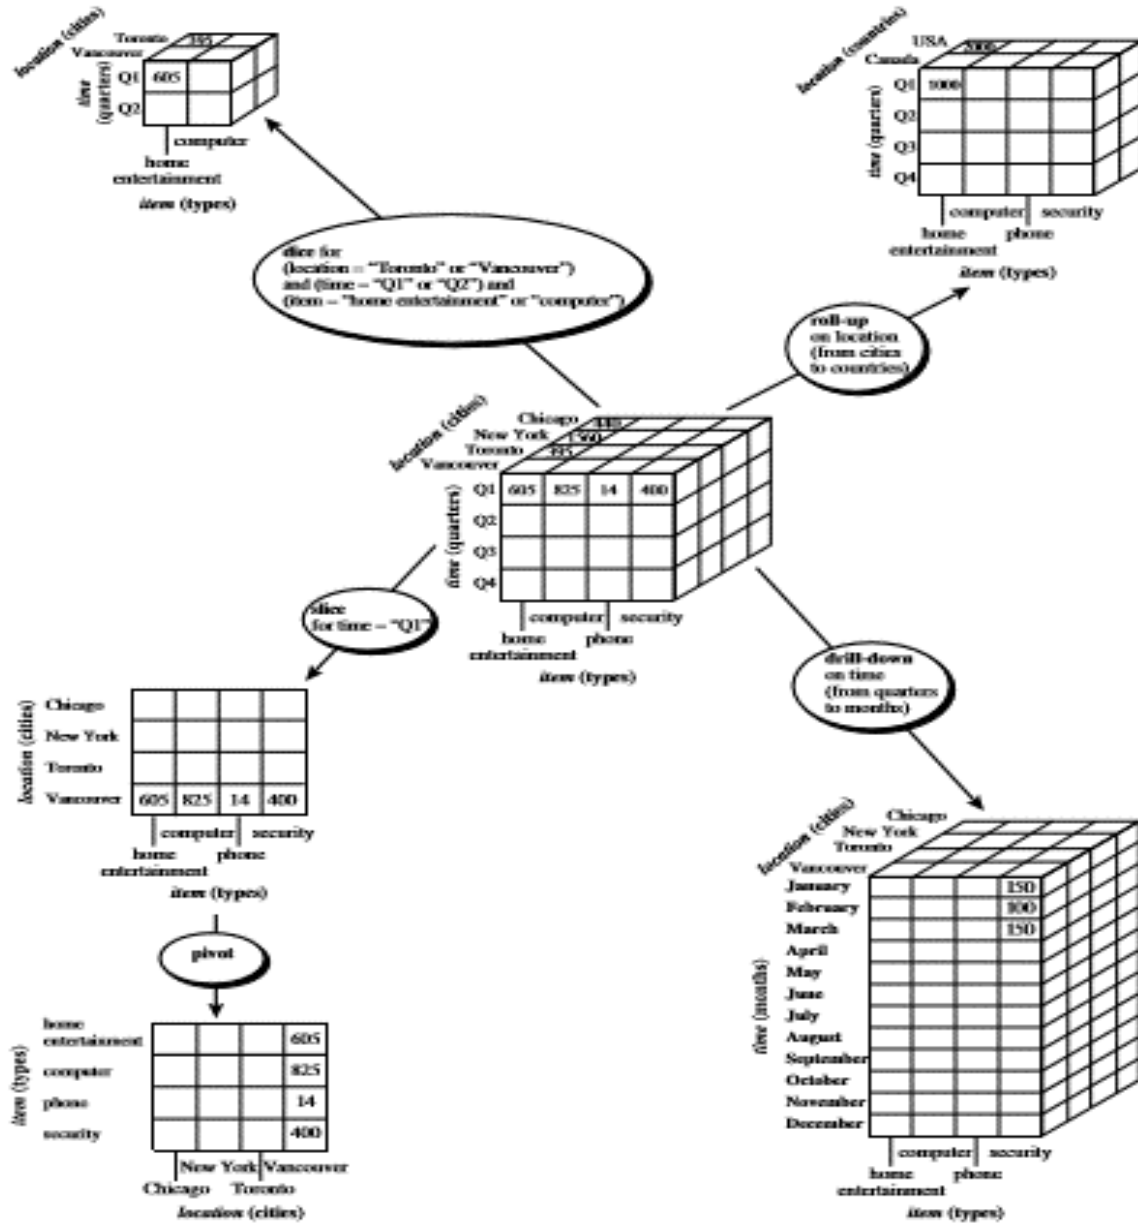 location (cities)
Toronto 395
Vancouver
Q1 605
Q2
time
(quarters)
computer
home
entertainment
item (types)
location (countries)
USA 2000
Canada
Q1 1000
Q2
Q3
Q4
time (quarters)
computer security
home phone
entertainment
item (types)
dice for
(location = "Toronto" or "Vancouver")
and (time = "Q1" or "Q2") and
(item = "home entertainment" or "computer")
roll-up
on location
(from cities
to countries)
location (cities)
Chicago 440
New York 1560
Toronto 395
Vancouver
Q1 605 825 14 400
Q2
Q3
Q4
time (quarters)
computer security
home phone
entertainment
item (types)
slice
for time = "Q1"
drill-down
on time
(from quarters
to months)
location (cities)
Chicago
New York
Toronto
Vancouver 605 825 14 400
computer security
home phone
entertainment
item (types)
pivot
item (types)
home
entertainment 605
computer 825
phone 14
security 400
New York Vancouver
Chicago Toronto
location (cities)
location (cities)
Chicago
New York
Toronto
Vancouver
time (months)
January 150
February 100
March 150
April
May
June
July
August
September
October
November
December
computer security
home phone
entertainment
item (types)